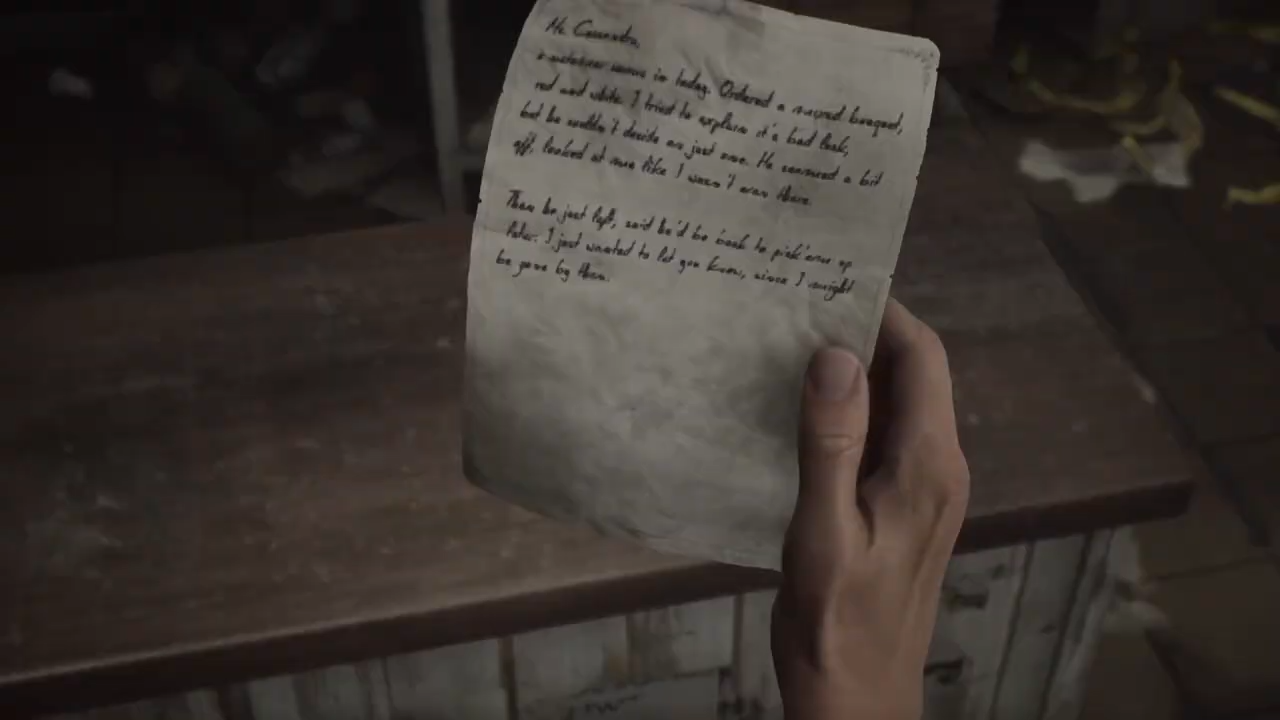 Ms. Cassandra,
A customer came in today. Ordered a mixed bouquet,
red and white. I tried to explain it's bad luck,
but he couldn't decide on just one. He seemed a bit
off, looked at me like I wasn't even there.
Then he just left, said he'd be back to pick 'em up
later. I just wanted to let you know, since I might
be gone by then.